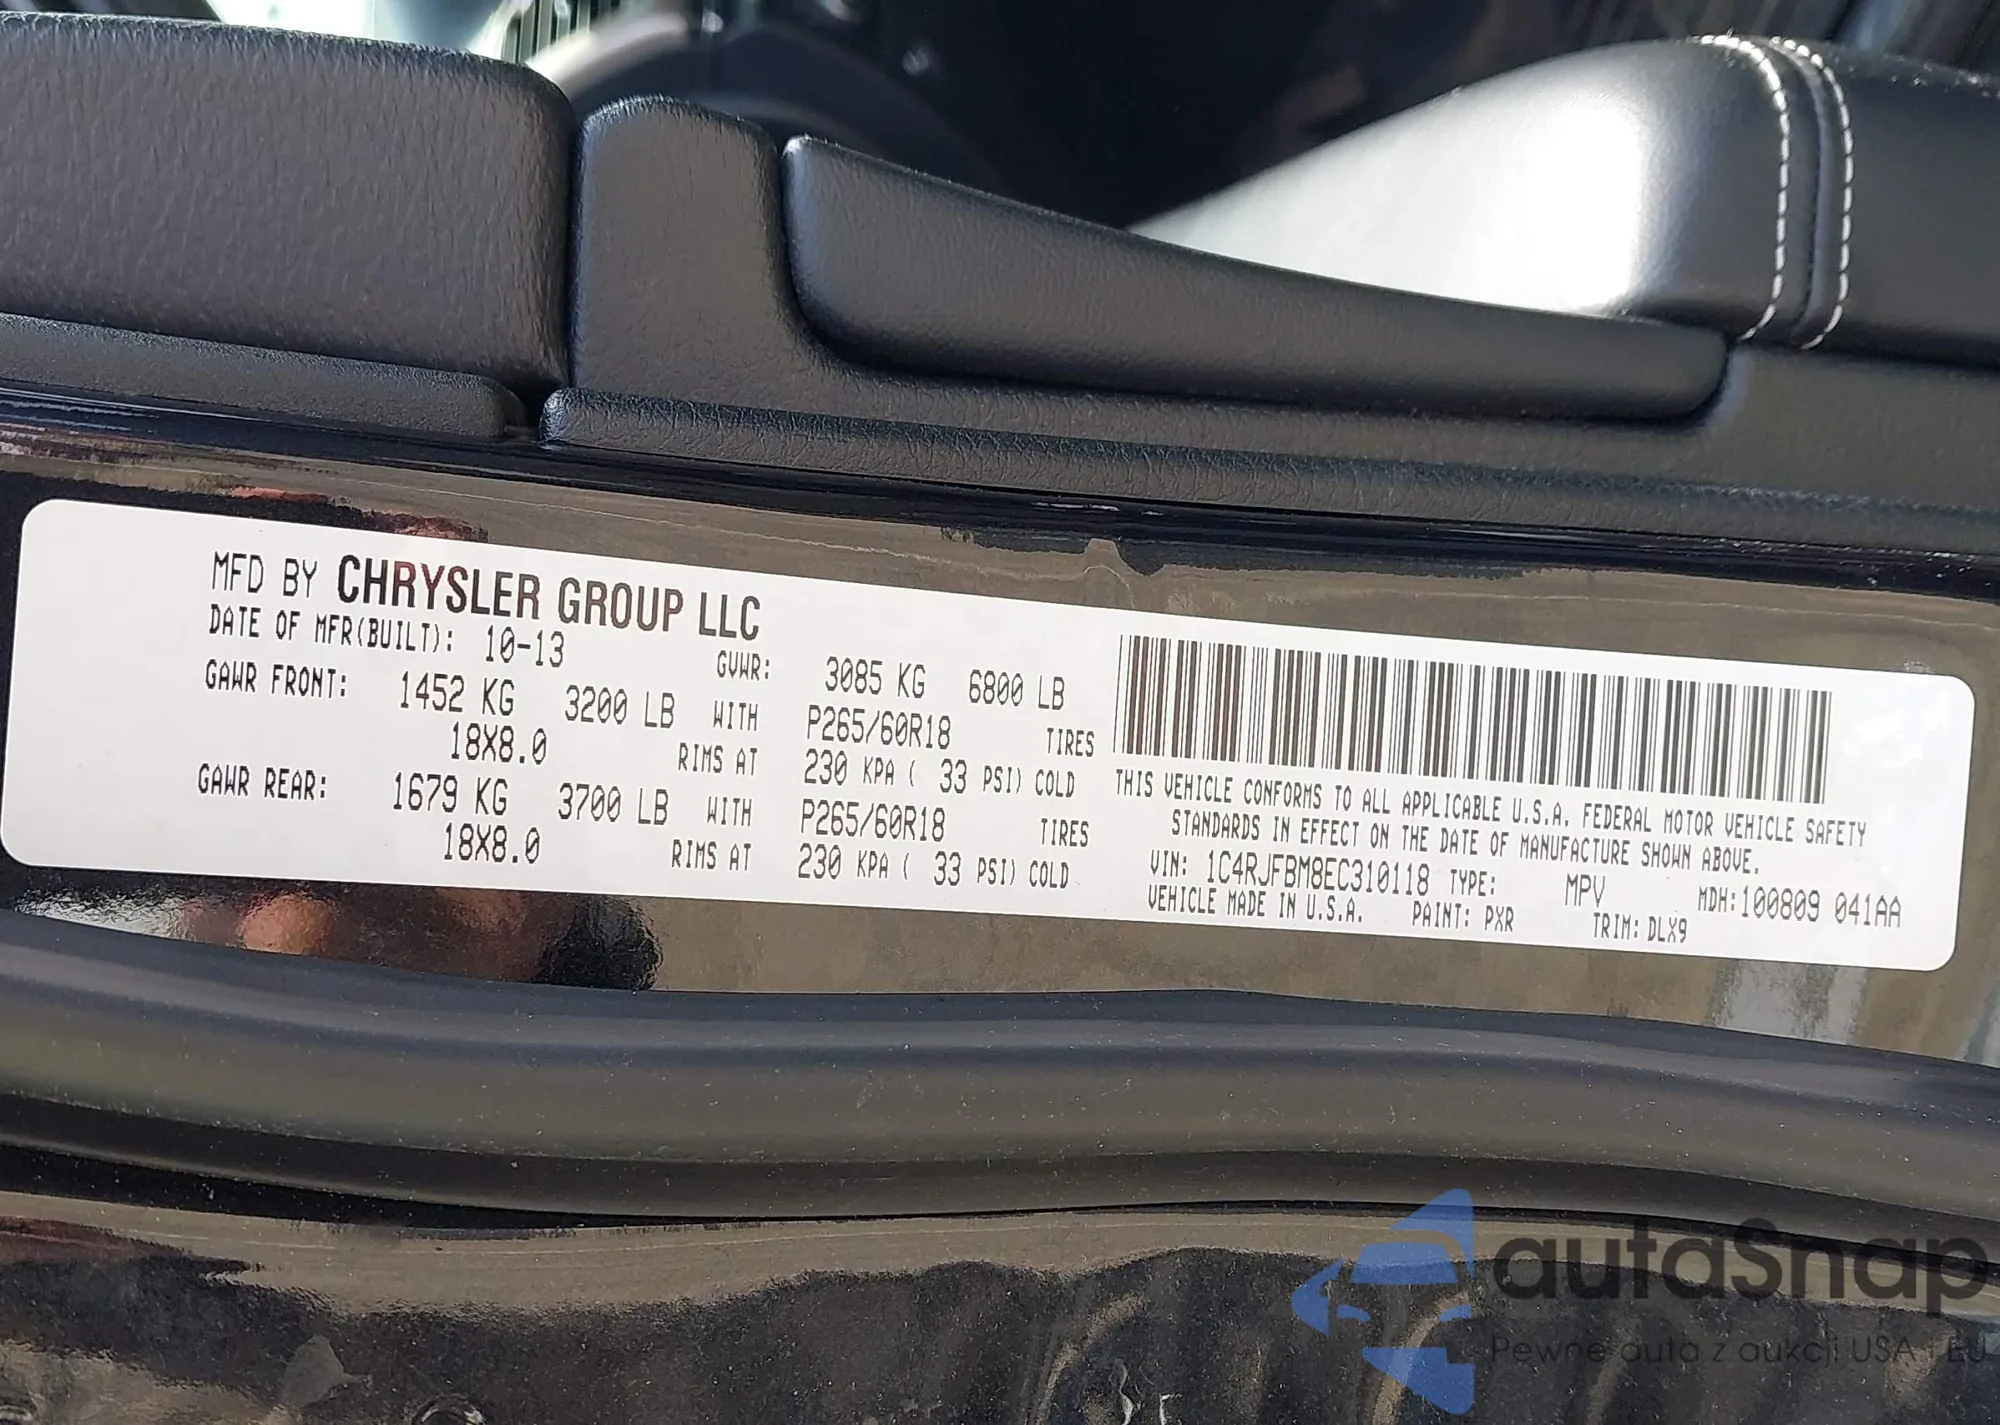 MFD BY CHRYSLER GROUP LLC
DATE OF MFR(BUILT): 10-13 GVWR: 3085 KG 6800 LB
GAWR FRONT: 1452 KG 3200 LB WITH P265/60R18 TIRES
18X8.0 RIMS AT 230 KPA ( 33 PSI) COLD
GAWR REAR: 1679 KG 3700 LB WITH P265/60R18 TIRES
18X8.0 RIMS AT 230 KPA ( 33 PSI) COLD
THIS VEHICLE CONFORMS TO ALL APPLICABLE U.S.A. FEDERAL MOTOR VEHICLE SAFETY
STANDARDS IN EFFECT ON THE DATE OF MANUFACTURE SHOWN ABOVE.
VIN: 1C4RJFBM8EC310118 TYPE: MPV MDH:100809 041AA
VEHICLE MADE IN U.S.A. PAINT: PXR TRIM: DLX9
autaSnap
Pewne auta z aukcji USA i EU